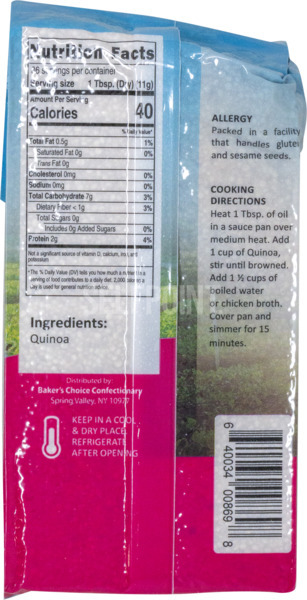 Nutrition Facts
servings per container
Serving size 1 Tbsp. (Dry) (11g)
Amount Per Serving
Calories 40
% Daily Value*
Total Fat 0.5g 1%
Saturated Fat 0g 0%
Trans Fat 0g
Cholesterol 0mg 0%
Sodium 0mg 0%
Total Carbohydrate 7g 3%
Dietary Fiber < 1g 3%
Total Sugars 0g
Includes 0g Added Sugars 0%
Protein 2g 4%
Not a significant source of vitamin D, calcium, iron, and
potassium
*The % Daily Value (DV) tells you how much a nutrient in a
serving of food contributes to a daily diet. 2,000 calories a
day is used for general nutrition advice.
Ingredients:
Quinoa
Distributed by
Baker's Choice Confectionary
Spring Valley, NY 10977
KEEP IN A COOL
& DRY PLACE.
REFRIGERATE
AFTER OPENING
ALLERGY
Packed in a facility
that handles gluten
and sesame seeds.
COOKING
DIRECTIONS
Heat 1 Tbsp. of oil
in a sauce pan over
medium heat. Add
1 cup of Quinoa,
stir until browned.
Add 1 ½ cups of
boiled water
or chicken broth.
Cover pan and
simmer for 15
minutes.
6 40034 00869 8